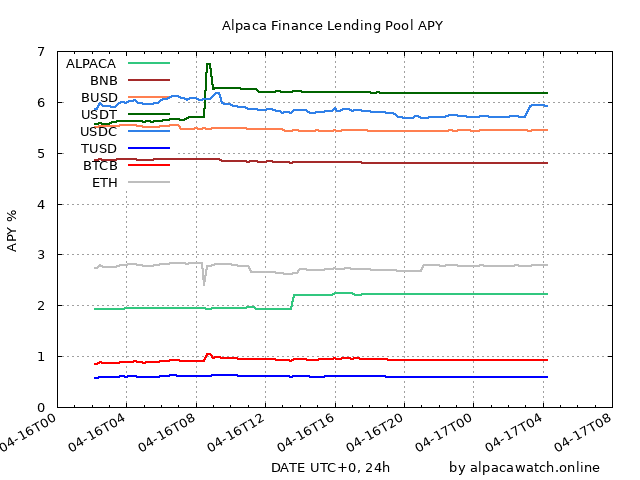 Alpaca Finance Lending Pool APY
7
6
5
4
3
2
1
0
APY %
ALPACA
BNB
BUSD
USDT
USDC
TUSD
BTCB
ETH
04-16T00
04-16T04
04-16T08
04-16T12
04-16T16
04-16T20
04-17T00
04-17T04
04-17T08
DATE UTC+0, 24h
by alpacawatch.online